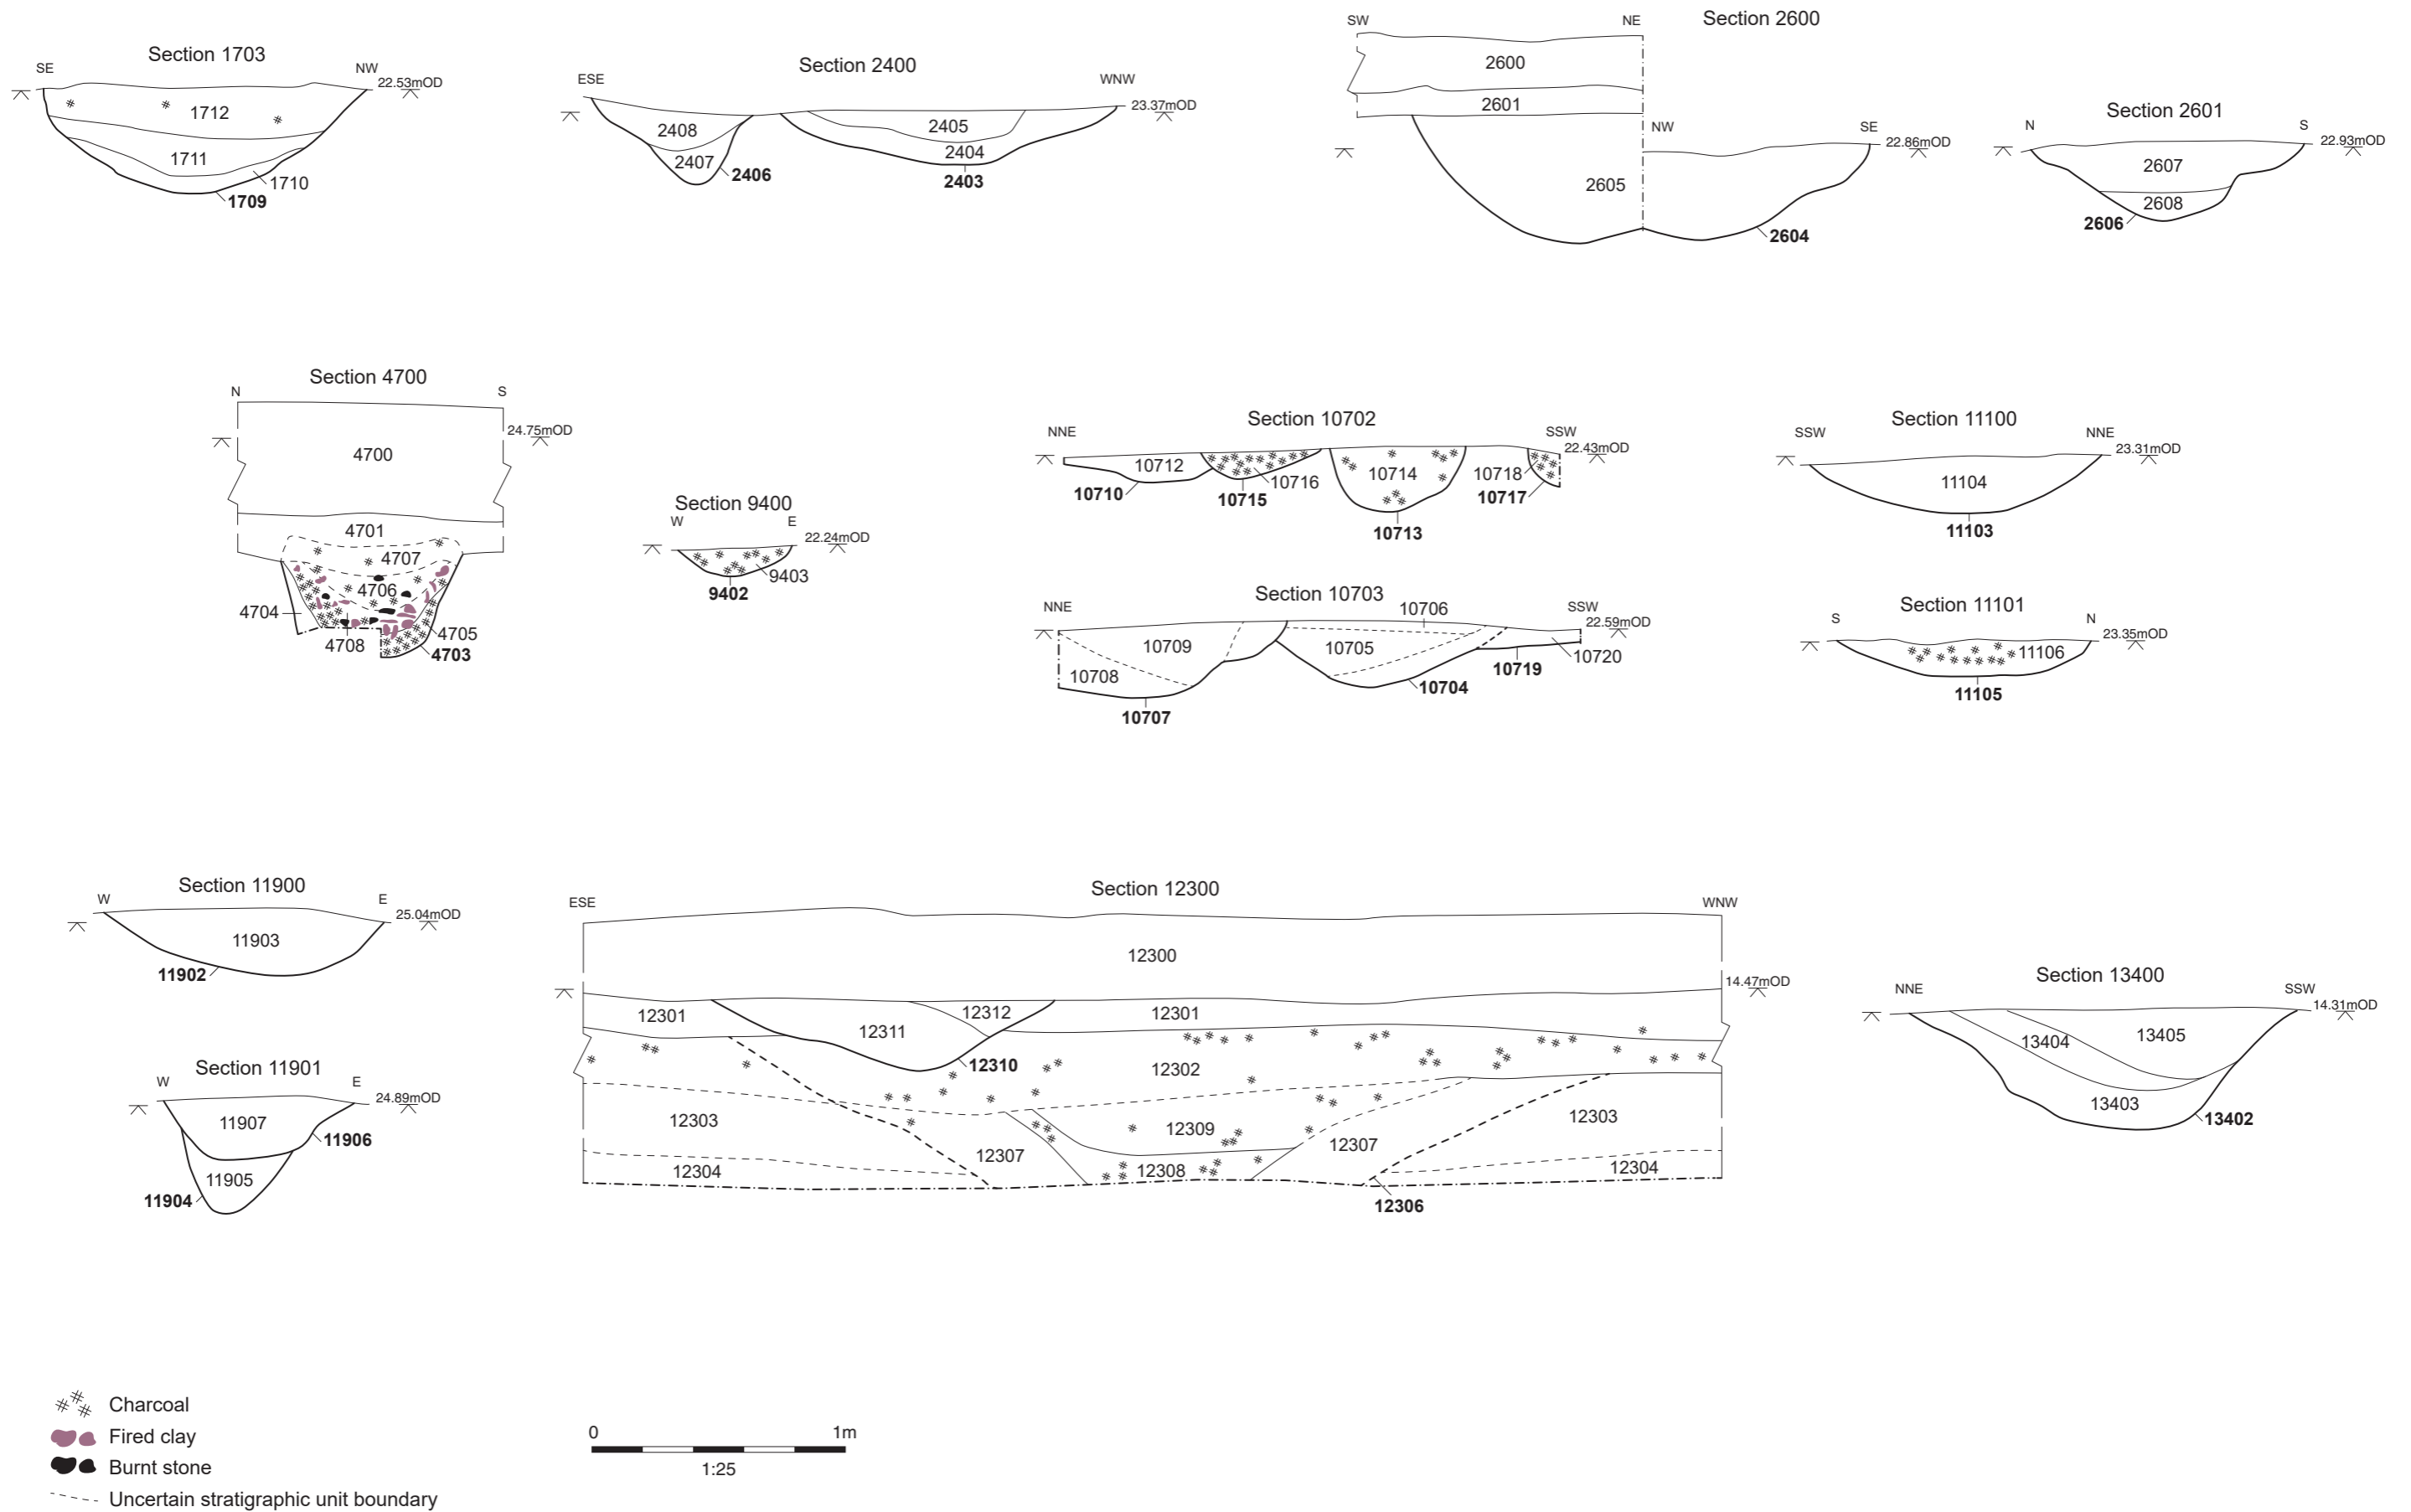 Section 1703
SE NW
22.53mOD
1712
1711
1710
1709
Section 2400
ESE WNW
23.37mOD
2408
2405
2407
2404
2406
2403
Section 2600
SW NE
2600
2601
NW SE
22.86mOD
2605
2604
Section 2601
N S
22.93mOD
2607
2608
2606
Section 4700
N S
24.75mOD
4700
4701
4707
4706
4704
4705
4708
4703
Section 9400
W E
22.24mOD
9403
9402
Section 10702
NNE SSW
22.43mOD
10712
10714
10718
10716
10710
10715
10717
10713
Section 10703
10706
NNE SSW
22.59mOD
10709
10705
10720
10708
10719
10704
10707
Section 11100
SSW NNE
23.31mOD
11104
11103
Section 11101
S N
23.35mOD
11106
11105
Section 11900
W E
25.04mOD
11903
11902
Section 11901
W E
24.89mOD
11907
11906
11905
11904
Section 12300
ESE WNW
12300
14.47mOD
12301
12312
12301
12311
12310
12302
12303
12309
12303
12307
12307
12304
12308
12304
12306
Section 13400
NNE SSW
14.31mOD
13404
13405
13403
13402
Charcoal
Fired clay
Burnt stone
Uncertain stratigraphic unit boundary
0 1m
1:25